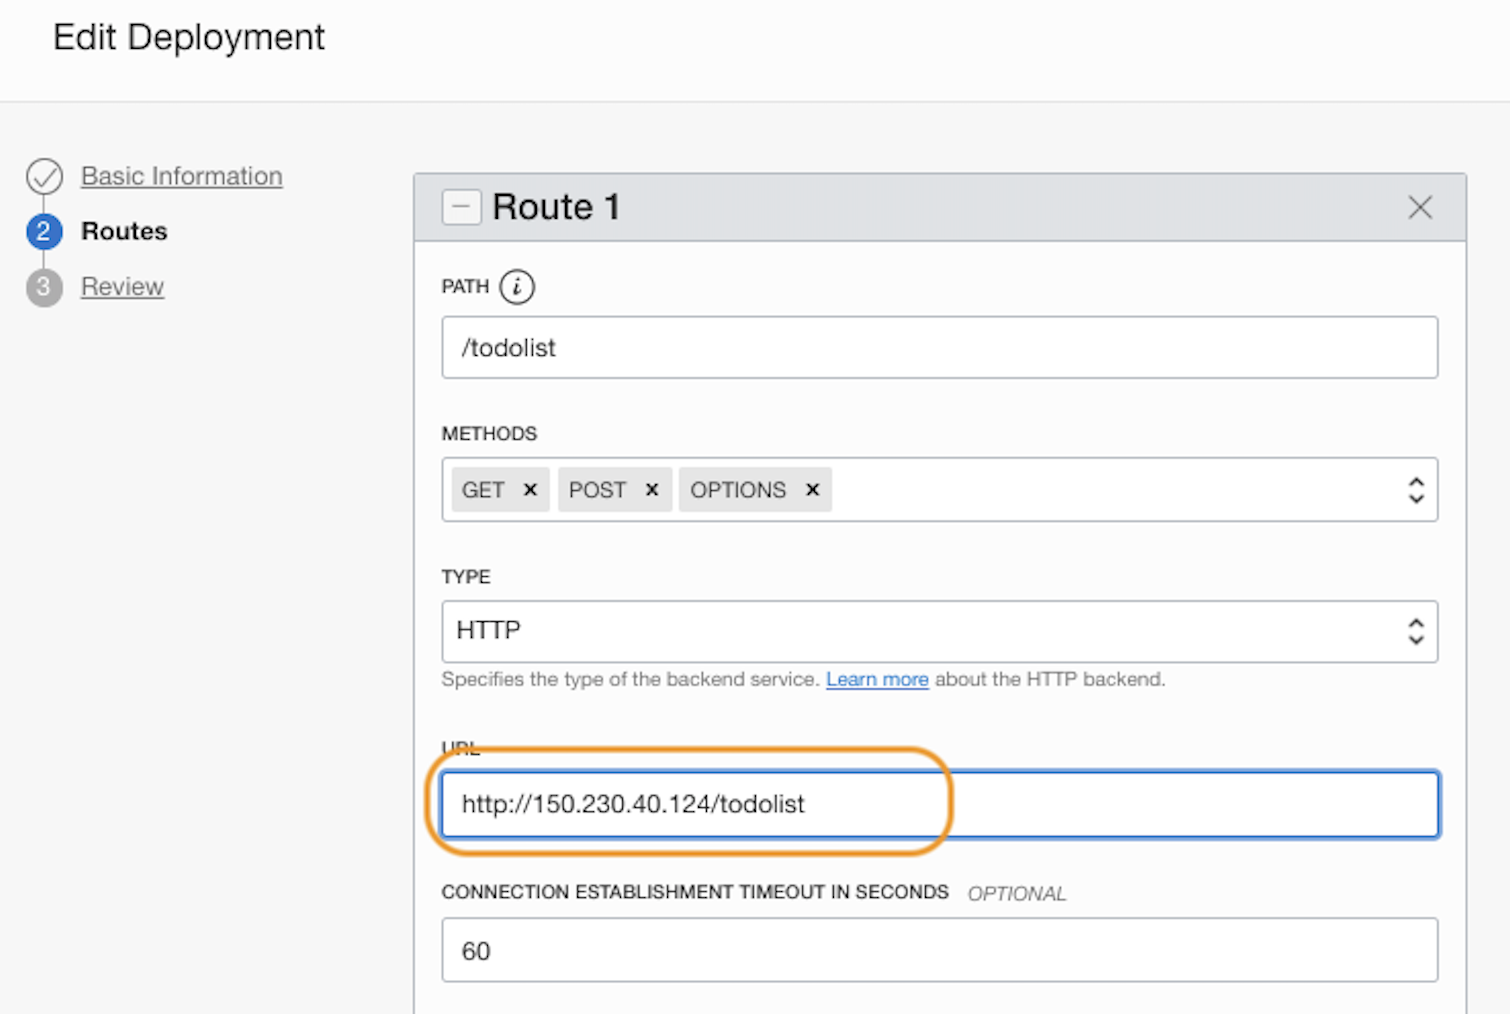 Edit Deployment
Basic Information
2 Routes
3 Review
Route 1
PATH i
/todolist
METHODS
GET × POST × OPTIONS ×
TYPE
HTTP
Specifies the type of the backend service. Learn more about the HTTP backend.
URL
http://150.230.40.124/todolist
CONNECTION ESTABLISHMENT TIMEOUT IN SECONDS OPTIONAL
60